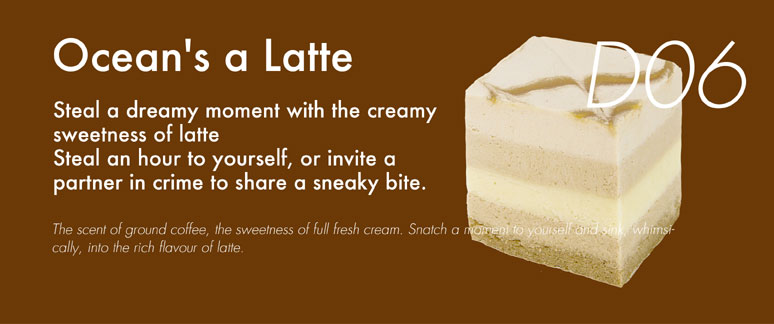 Ocean's a Latte
D06
Steal a dreamy moment with the creamy
sweetness of latte
Steal an hour to yourself, or invite a
partner in crime to share a sneaky bite.
The scent of ground coffee, the sweetness of full fresh cream. Snatch a moment to yourself and sink, whimsi-
cally, into the rich flavour of latte.